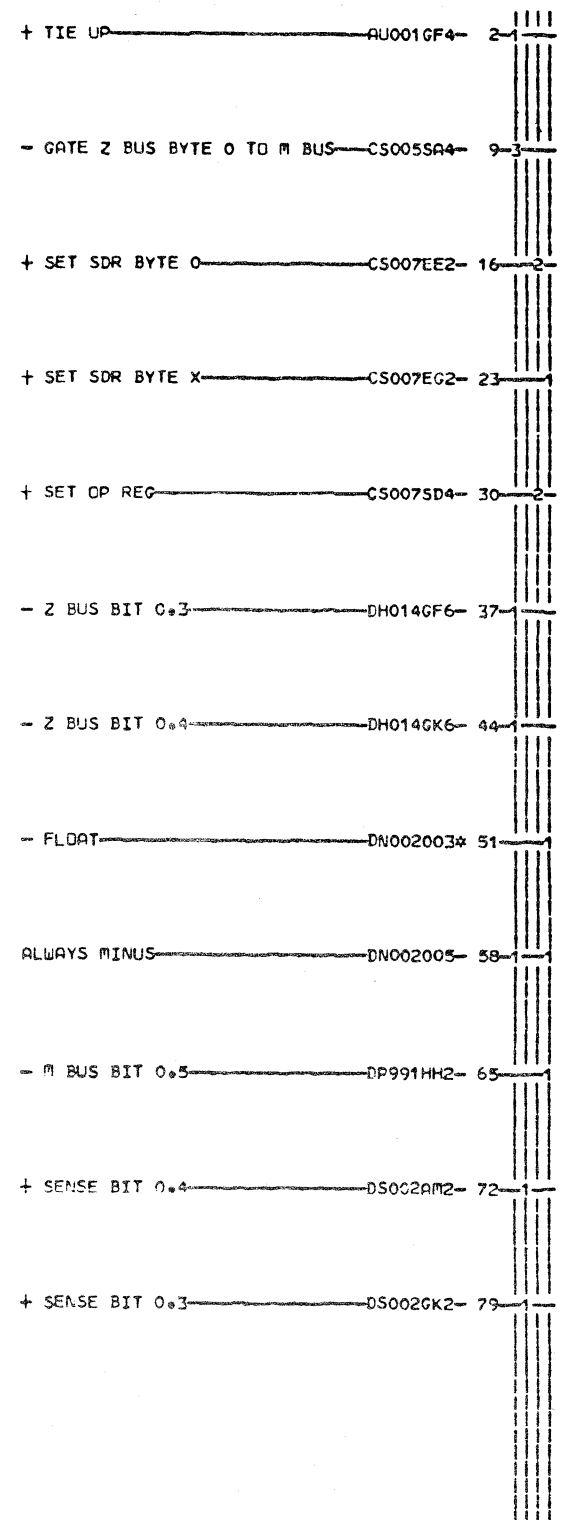 + TIE UP AU001GF4- 2-1
- GATE Z BUS BYTE 0 TO M BUS CS005SA4- 9-3
+ SET SDR BYTE 0 CS007EE2- 16 2
+ SET SDR BYTE X CS007EG2- 23 1
+ SET OP REG CS007SD4- 30 2
- Z BUS BIT 0.3 DH014GF6- 37-1
- Z BUS BIT 0.4 DH014GK6- 44-1
- FLOAT DN002003* 51 1
ALWAYS MINUS DN002005- 58-1 1
- M BUS BIT 0.5 DP991HH2- 65 1
+ SENSE BIT 0.4 DS002AM2- 72-1
+ SENSE BIT 0.3 DS002GK2- 79-1